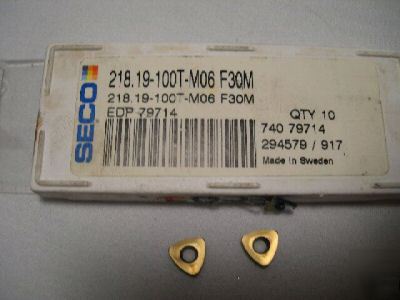 SECO
218.19-100T-M06 F30M
218.19-100T-M06 F30M
EDP 79714
QTY 10
740 79714
294579 / 917
Made in Sweden